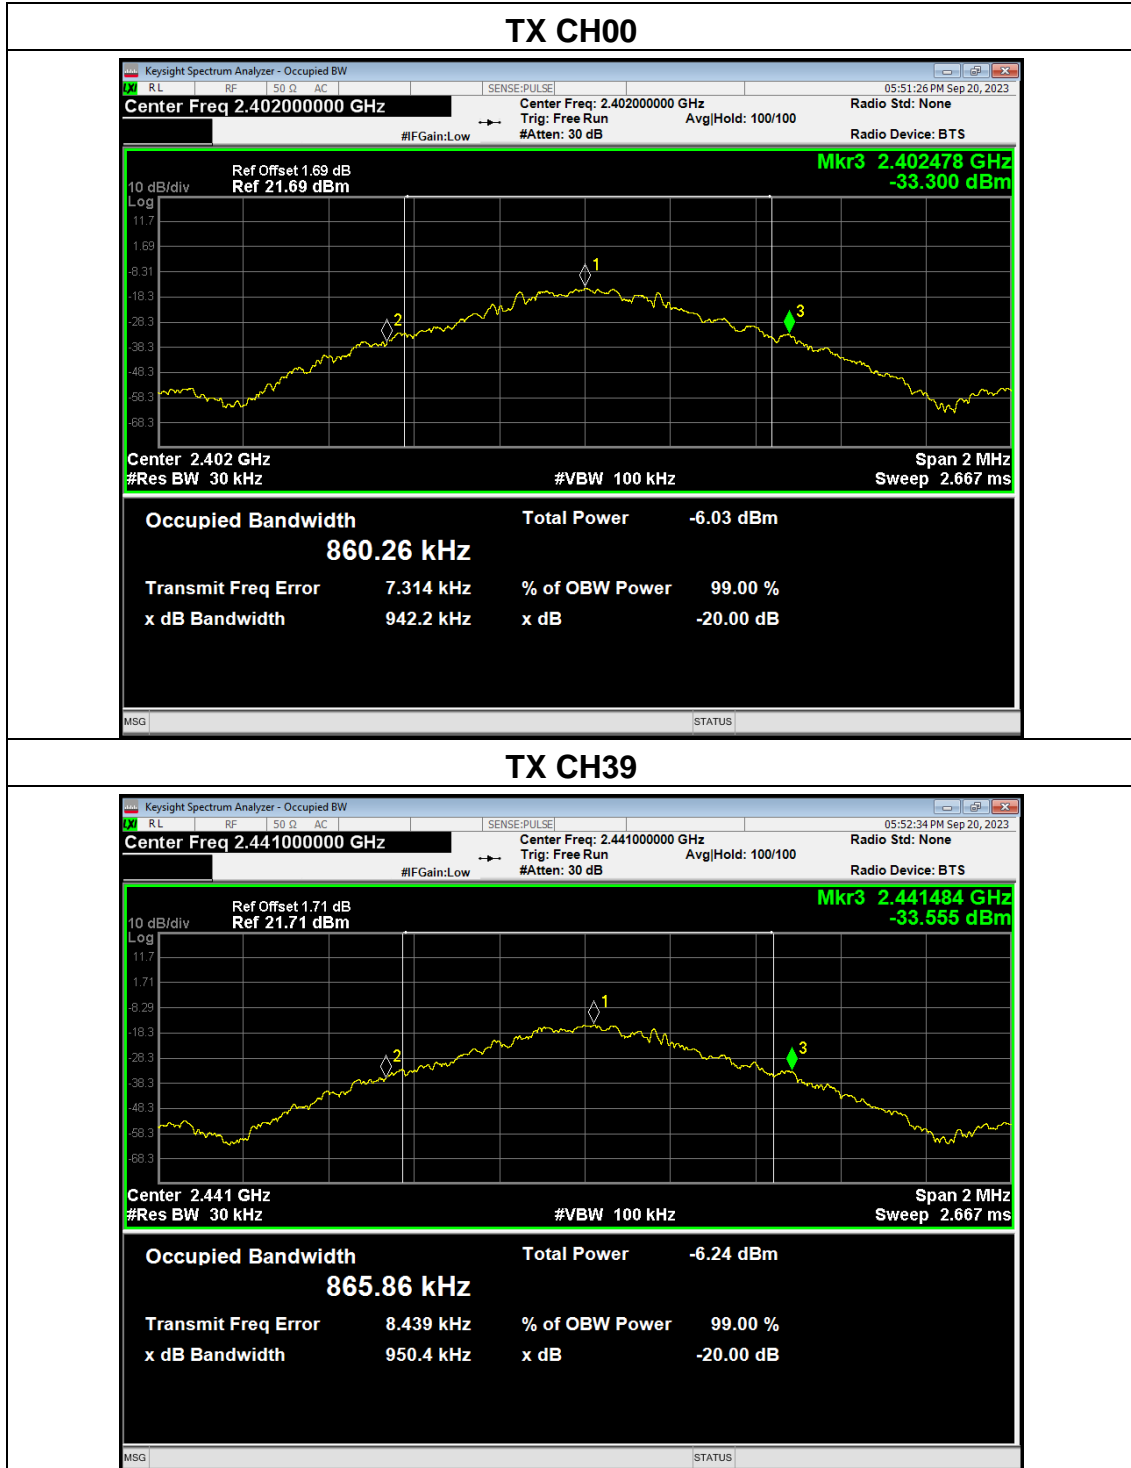 TX CH00
Keysight Spectrum Analyzer - Occupied BW
LXI RL RF 50 Ω AC SENSE:PULSE 05:51:26 PM Sep 20, 2023
Center Freq 2.402000000 GHz Center Freq: 2.402000000 GHz Radio Std: None
Trig: Free Run Avg|Hold: 100/100
#IFGain:Low #Atten: 30 dB Radio Device: BTS
Mkr3 2.402478 GHz
Ref Offset 1.69 dB
10 dB/div Ref 21.69 dBm -33.300 dBm
Log
11.7
1.69
1
-8.31
-18.3
3
2
-28.3
-38.3
-48.3
-58.3
-68.3
Center 2.402 GHz Span 2 MHz
#Res BW 30 kHz #VBW 100 kHz Sweep 2.667 ms
Occupied Bandwidth Total Power -6.03 dBm
860.26 kHz
Transmit Freq Error 7.314 kHz % of OBW Power 99.00 %
x dB Bandwidth 942.2 kHz x dB -20.00 dB
MSG STATUS
TX CH39
Keysight Spectrum Analyzer - Occupied BW
LXI RL RF 50 Ω AC SENSE:PULSE 05:52:34 PM Sep 20, 2023
Center Freq 2.441000000 GHz Center Freq: 2.441000000 GHz Radio Std: None
Trig: Free Run Avg|Hold: 100/100
#IFGain:Low #Atten: 30 dB Radio Device: BTS
Mkr3 2.441484 GHz
Ref Offset 1.71 dB
10 dB/div Ref 21.71 dBm -33.555 dBm
Log
11.7
1.71
1
-8.29
-18.3
3
2
-28.3
-38.3
-48.3
-58.3
-68.3
Center 2.441 GHz Span 2 MHz
#Res BW 30 kHz #VBW 100 kHz Sweep 2.667 ms
Occupied Bandwidth Total Power -6.24 dBm
865.86 kHz
Transmit Freq Error 8.439 kHz % of OBW Power 99.00 %
x dB Bandwidth 950.4 kHz x dB -20.00 dB
MSG STATUS